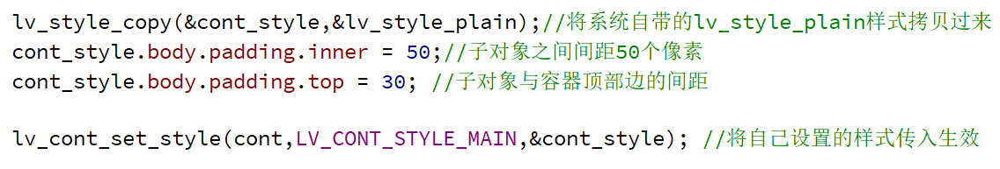 lv_style_copy(&cont_style,&lv_style_plain);//将系统自带的lv_style_plain样式拷贝过来
cont_style.body.padding.inner = 50;//子对象之间间距50个像素
cont_style.body.padding.top = 30; //子对象与容器顶部边的间距
lv_cont_set_style(cont,LV_CONT_STYLE_MAIN,&cont_style); //将自己设置的样式传入生效